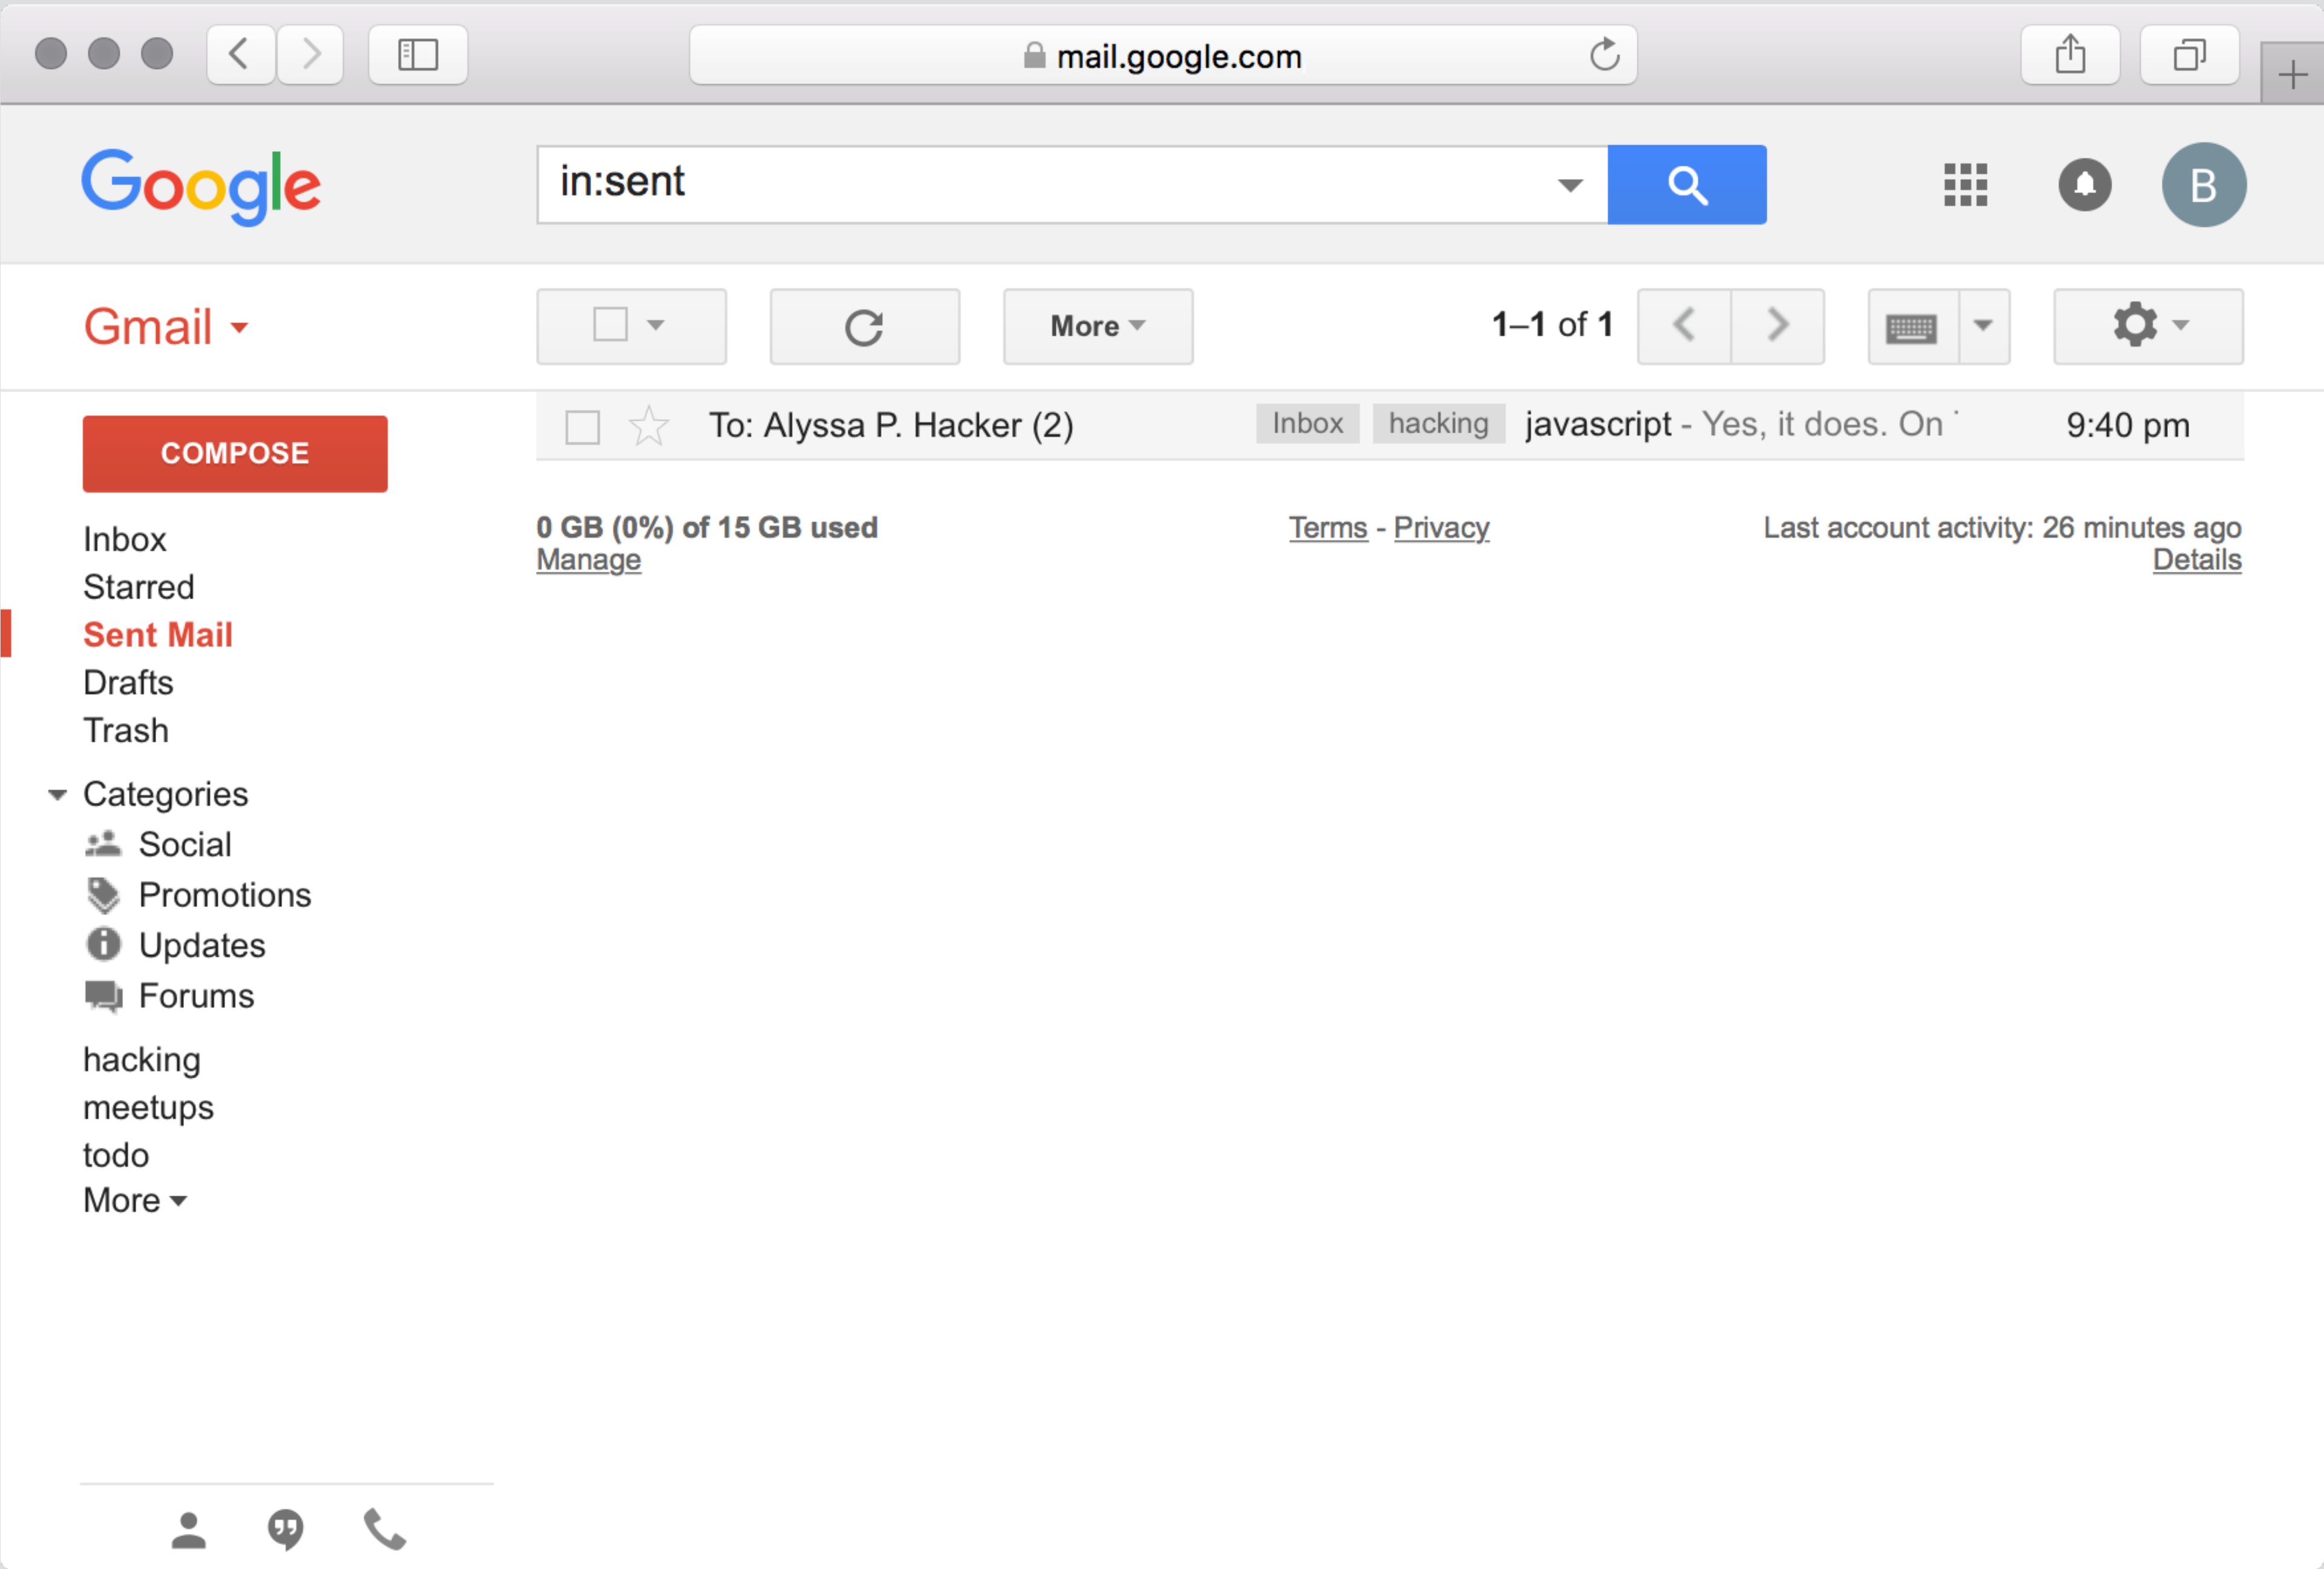 mail.google.com
Google
in:sent
B
Gmail
More
1–1 of 1
COMPOSE
To: Alyssa P. Hacker (2)
Inbox
hacking
javascript - Yes, it does. On
9:40 pm
0 GB (0%) of 15 GB used
Manage
Terms - Privacy
Last account activity: 26 minutes ago
Details
Inbox
Starred
Sent Mail
Drafts
Trash
Categories
Social
Promotions
Updates
Forums
hacking
meetups
todo
More